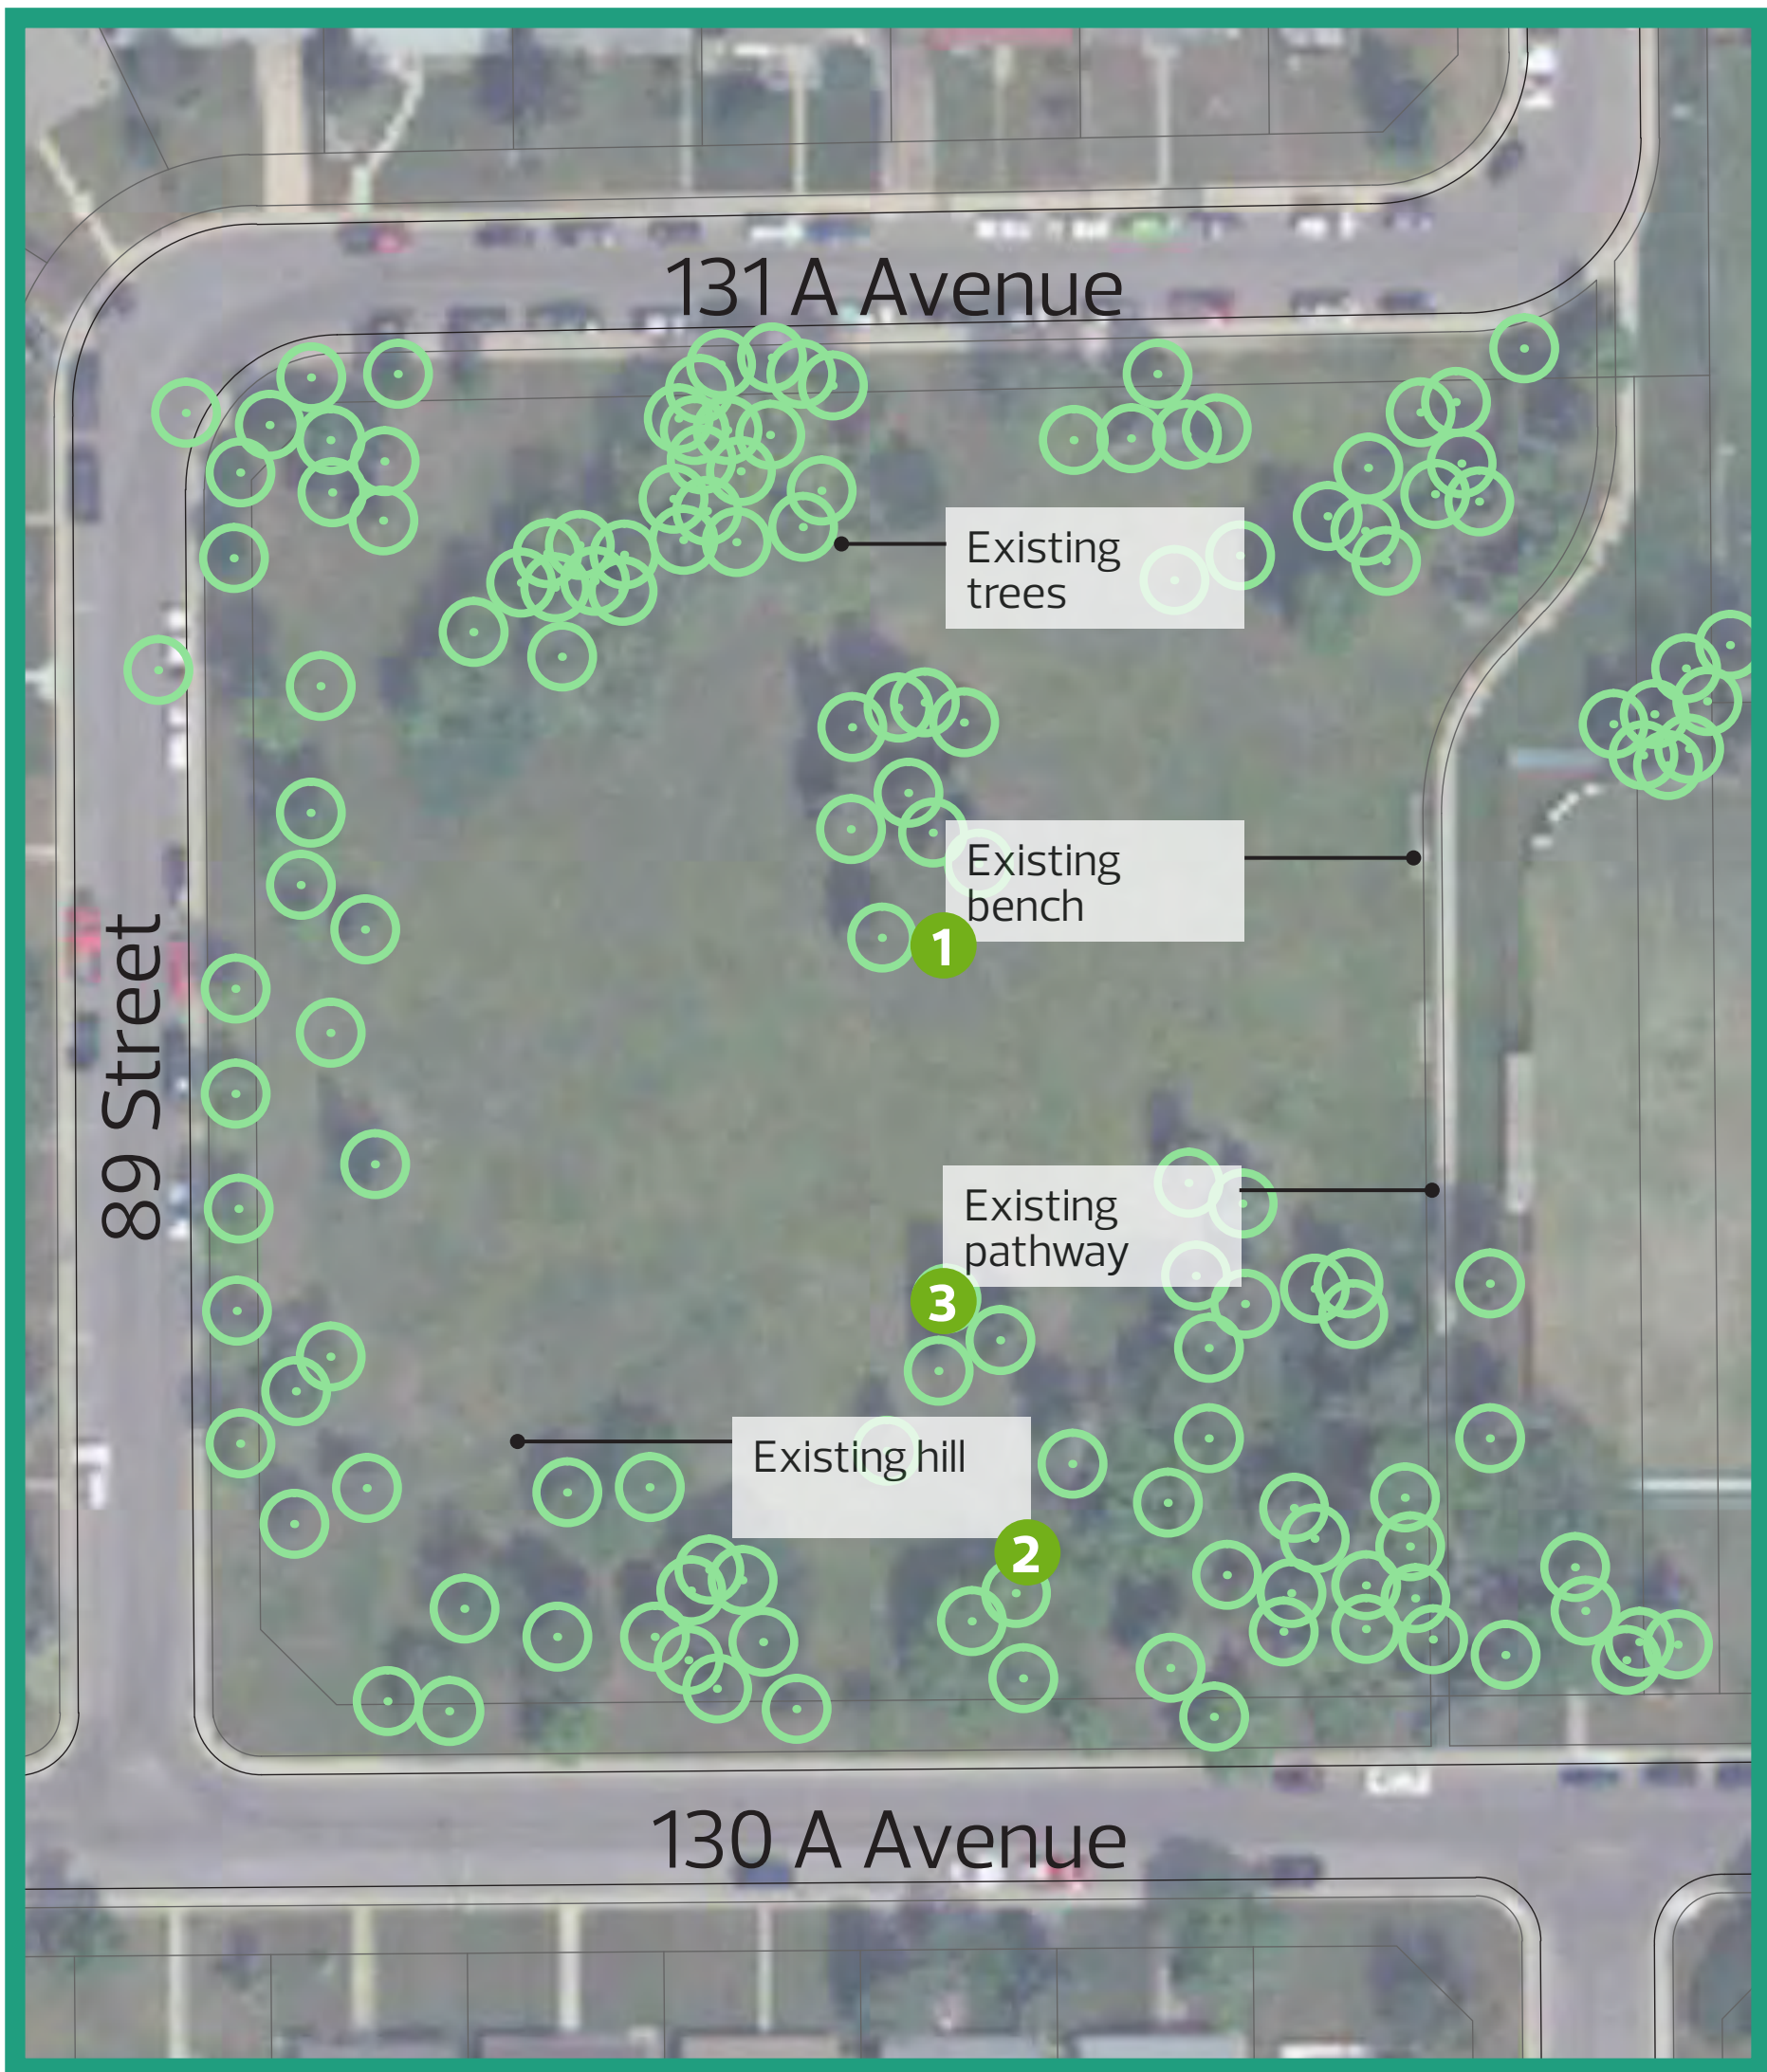 131 A Avenue
Existing
trees
Existing
bench
1
89 Street
Existing
pathway
3
Existing hill
2
130 A Avenue